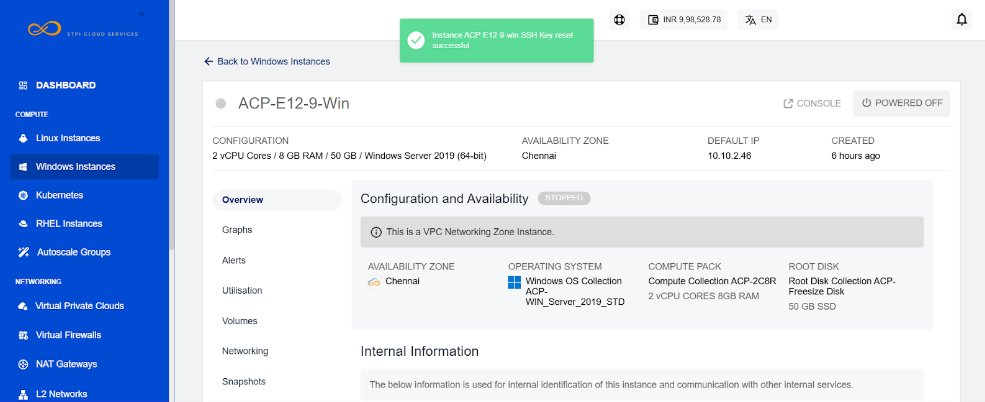 STPI CLOUD SERVICES
INR 9,98,528.78
EN
Instance ACP E12 9 win SSH Key reset
successful
Back to Windows Instances
DASHBOARD
COMPUTE
Linux Instances
Windows Instances
Kubernetes
RHEL Instances
Autoscale Groups
NETWORKING
Virtual Private Clouds
Virtual Firewalls
NAT Gateways
L2 Networks
ACP-E12-9-Win
CONSOLE
POWERED OFF
CONFIGURATION
2 vCPU Cores / 8 GB RAM / 50 GB / Windows Server 2019 (64-bit)
AVAILABILITY ZONE
Chennai
DEFAULT IP
10.10.2.46
CREATED
6 hours ago
Overview
Graphs
Alerts
Utilisation
Volumes
Networking
Snapshots
Configuration and Availability
STOPPED
This is a VPC Networking Zone Instance.
AVAILABILITY ZONE
Chennai
OPERATING SYSTEM
Windows OS Collection
ACP-
WIN_Server_2019_STD
COMPUTE PACK
Compute Collection ACP-2C8R
2 vCPU CORES 8GB RAM
ROOT DISK
Root Disk Collection ACP-
Freesize Disk
50 GB SSD
Internal Information
The below information is used for internal identification of this instance and communication with other internal services.